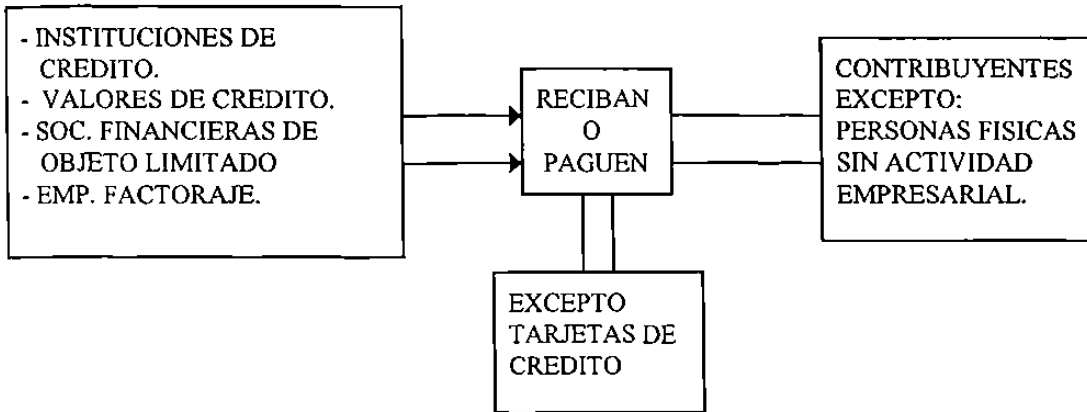 - INSTITUCIONES DE
CREDITO.
- VALORES DE CREDITO.
- SOC. FINANCIERAS DE
OBJETO LIMITADO
- EMP. FACTORAJE.
RECIBAN
O
PAGUEN
CONTRIBUYENTES
EXCEPTO:
PERSONAS FISICAS
SIN ACTIVIDAD
EMPRESARIAL.
EXCEPTO
TARJETAS DE
CREDITO